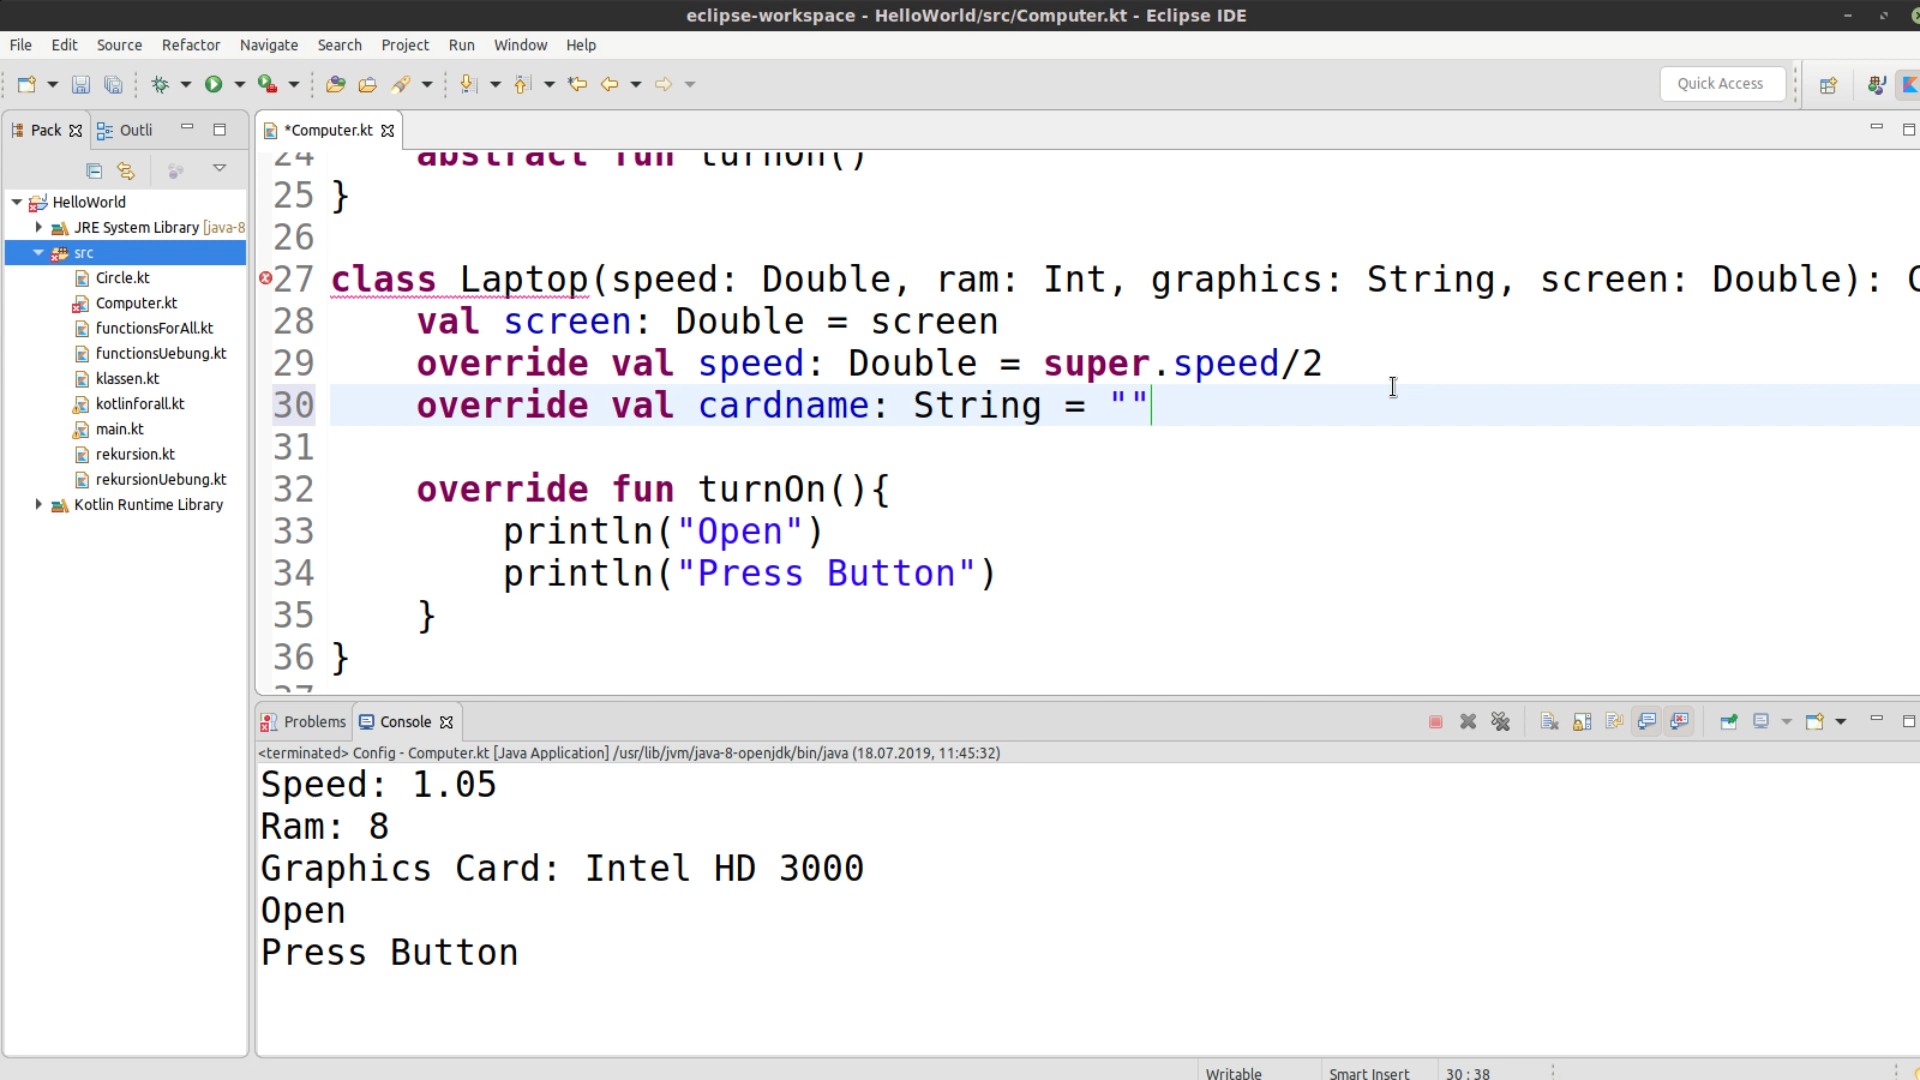 eclipse-workspace - HelloWorld/src/Computer.kt - Eclipse IDE
File Edit Source Refactor Navigate Search Project Run Window Help
Quick Access
Pack Outli
*Computer.kt
HelloWorld
JRE System Library [java-8
src
Circle.kt
Computer.kt
functionsForAll.kt
functionsUebung.kt
klassen.kt
kotlinforall.kt
main.kt
rekursion.kt
rekursionUebung.kt
Kotlin Runtime Library
24 abstract fun turnOn()
25 }
26
27 class Laptop(speed: Double, ram: Int, graphics: String, screen: Double): C
28 val screen: Double = screen
29 override val speed: Double = super.speed/2
30 override val cardname: String = ""
31
32 override fun turnOn(){
33 println("Open")
34 println("Press Button")
35 }
36 }
37
Problems Console
<terminated> Config - Computer.kt [Java Application] /usr/lib/jvm/java-8-openjdk/bin/java (18.07.2019, 11:45:32)
Speed: 1.05
Ram: 8
Graphics Card: Intel HD 3000
Open
Press Button
Writable Smart Insert 30 : 38